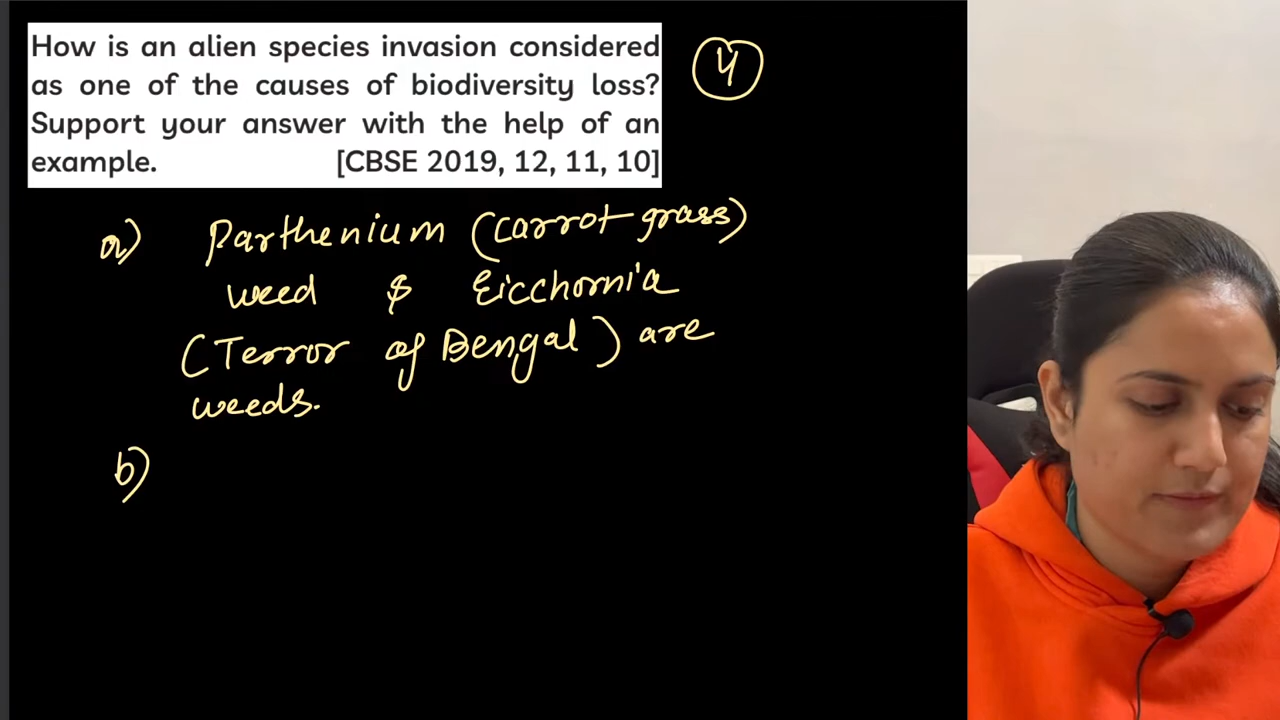 How is an alien species invasion considered
as one of the causes of biodiversity loss?
Support your answer with the help of an
example. [CBSE 2019, 12, 11, 10]
4
a) Parthenium (carrot grass)
weed & Eicchornia
(Terror of Bengal) are
weeds.
b)